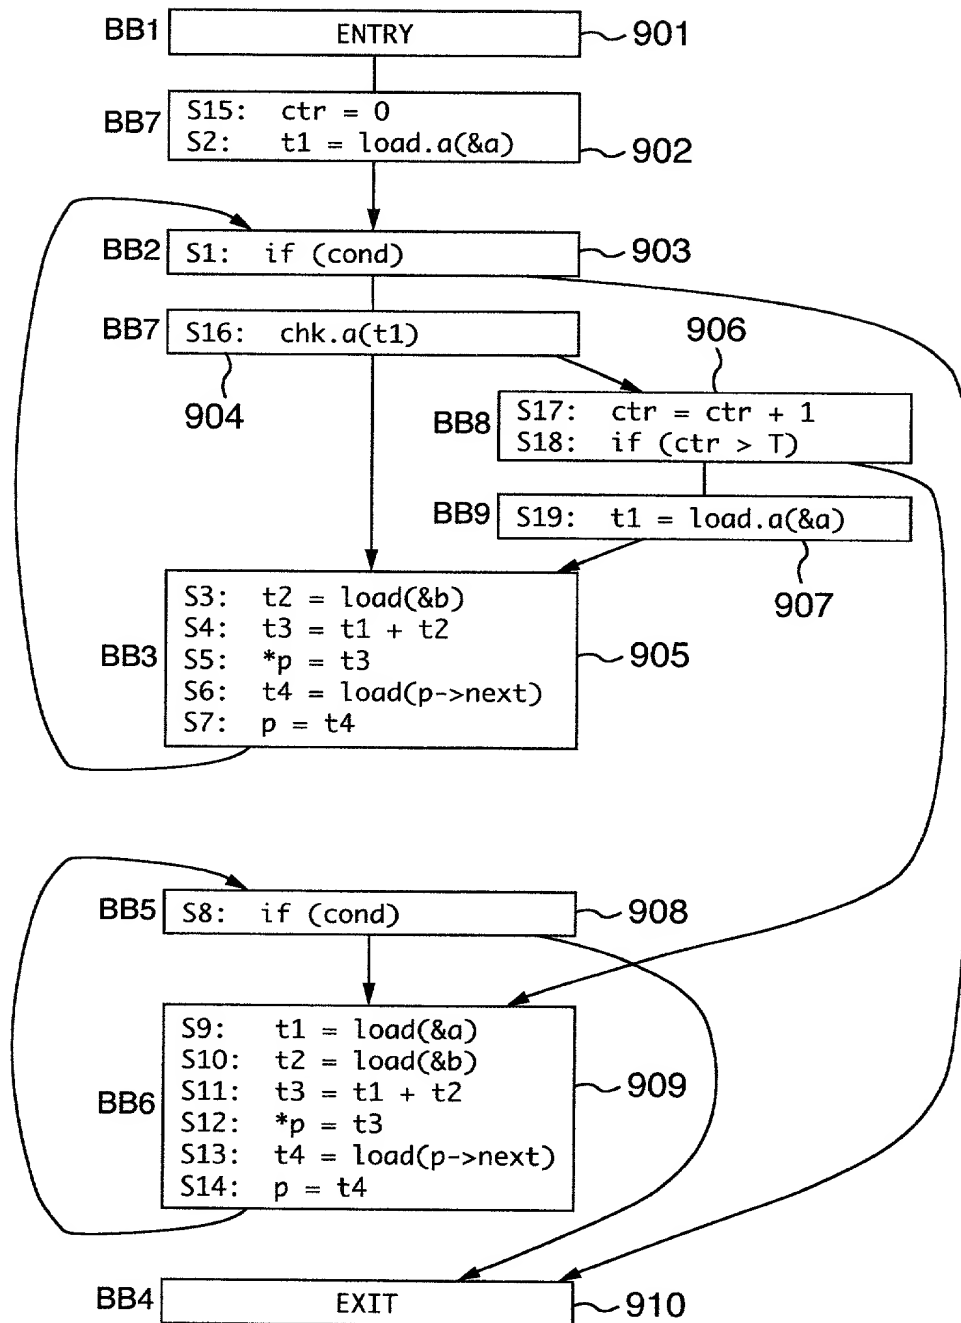 BB1 ENTRY 901
BB7 S15: ctr = 0
S2: t1 = load.a(&a) 902
BB2 S1: if (cond) 903
BB7 S16: chk.a(t1)
904
906
BB8 S17: ctr = ctr + 1
S18: if (ctr > T)
BB9 S19: t1 = load.a(&a)
907
BB3 S3: t2 = load(&b)
S4: t3 = t1 + t2
S5: *p = t3 905
S6: t4 = load(p->next)
S7: p = t4
BB5 S8: if (cond) 908
BB6 S9: t1 = load(&a)
S10: t2 = load(&b)
S11: t3 = t1 + t2 909
S12: *p = t3
S13: t4 = load(p->next)
S14: p = t4
BB4 EXIT 910